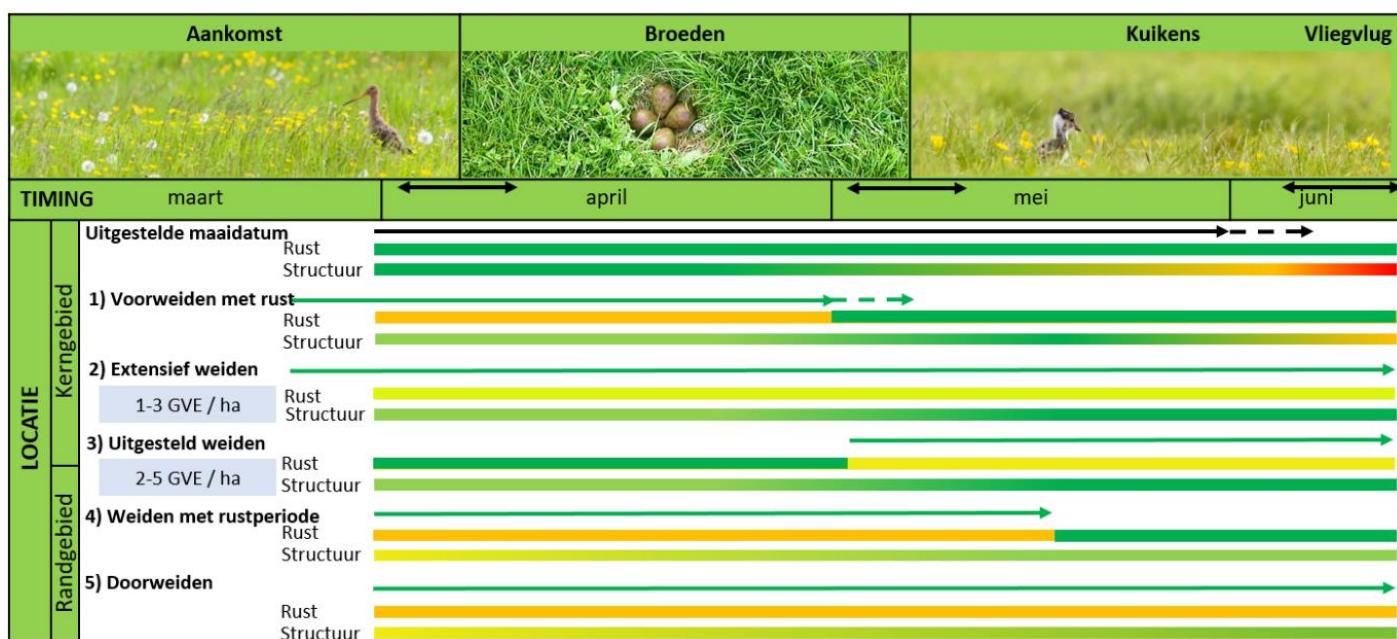 Aankomst Broeden Kuikens Vliegvlug
TIMING maart april mei juni
LOCATIE
Kerngebied
Uitgestelde maaidatum
Rust
Structuur
1) Voorweiden met rust
Rust
Structuur
2) Extensief weiden
1-3 GVE / ha
Rust
Structuur
3) Uitgesteld weiden
2-5 GVE / ha
Rust
Structuur
Randgebied
4) Weiden met rustperiode
Rust
Structuur
5) Doorweiden
Rust
Structuur